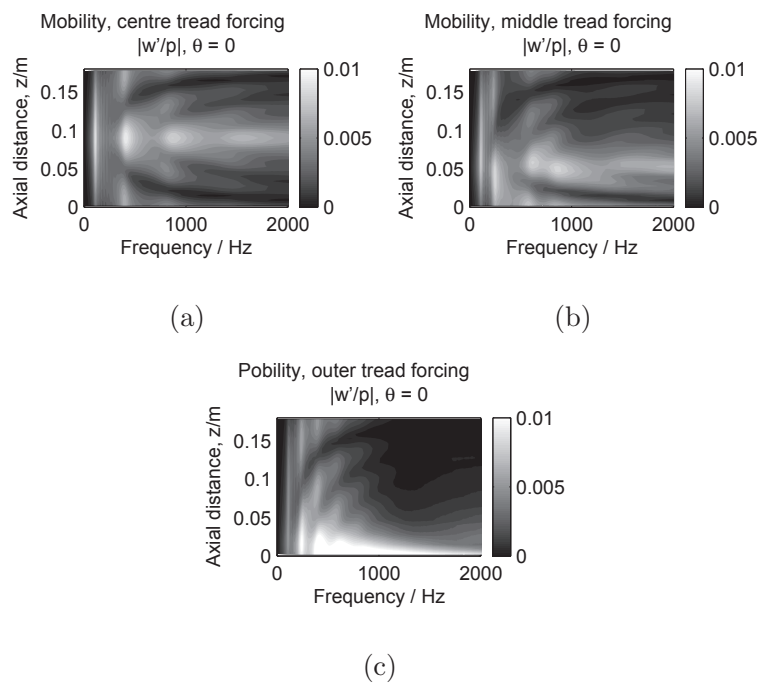 Mobility, centre tread forcing
|w'/p|, θ = 0
0.15
0.1
0.05
0
Axial distance, z/m
0 1000 2000
Frequency / Hz
0.01
0.005
0
(a)
Mobility, middle tread forcing
|w'/p|, θ = 0
0.15
0.1
0.05
0
Axial distance, z/m
0 1000 2000
Frequency / Hz
0.01
0.005
0
(b)
Pobility, outer tread forcing
|w'/p|, θ = 0
0.15
0.1
0.05
0
Axial distance, z/m
0 1000 2000
Frequency / Hz
0.01
0.005
0
(c)